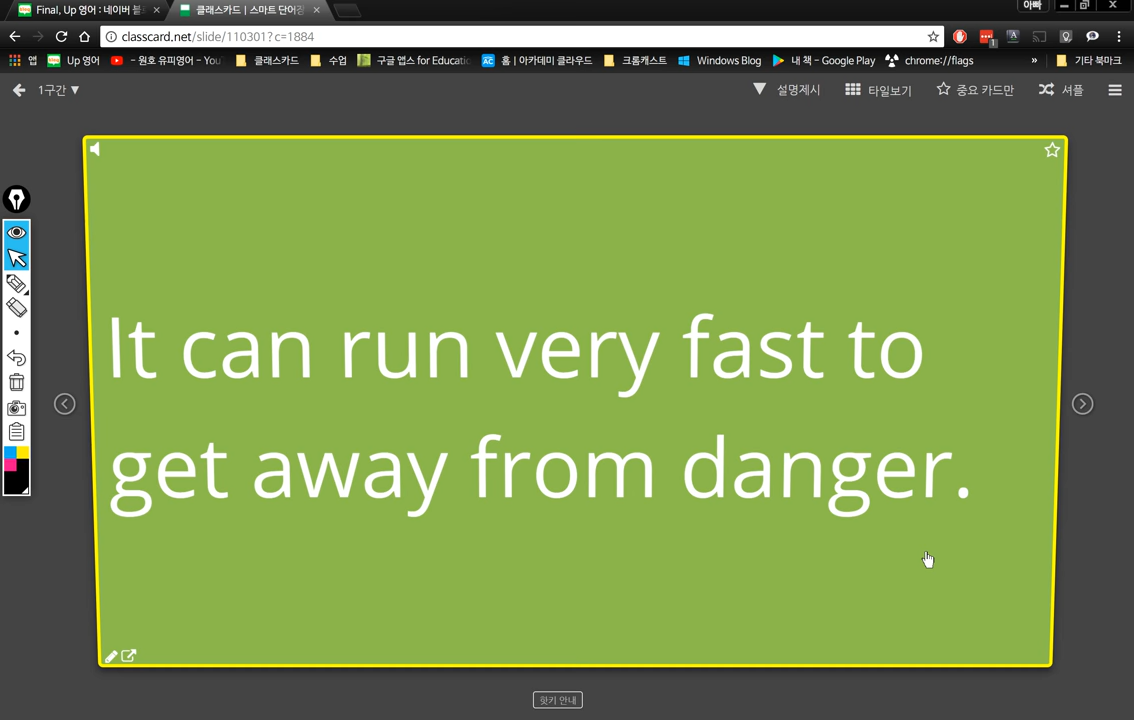 Final, Up 영어 : 네이버 블
클래스카드 | 스마트 단어장
아빠
classcard.net/slide/110301?c=1884
앱
Up 영어
- 원호 유피영어 - You
클래스카드
수업
구글 앱스 for Educatio
AC
홈 | 아카데미 클라우드
크롬캐스트
Windows Blog
내 책 - Google Play
chrome://flags
»
기타 북마크
1구간 ▼
설명제시
타일보기
중요 카드만
셔플
It can run very fast to
get away from danger.
핫키 안내